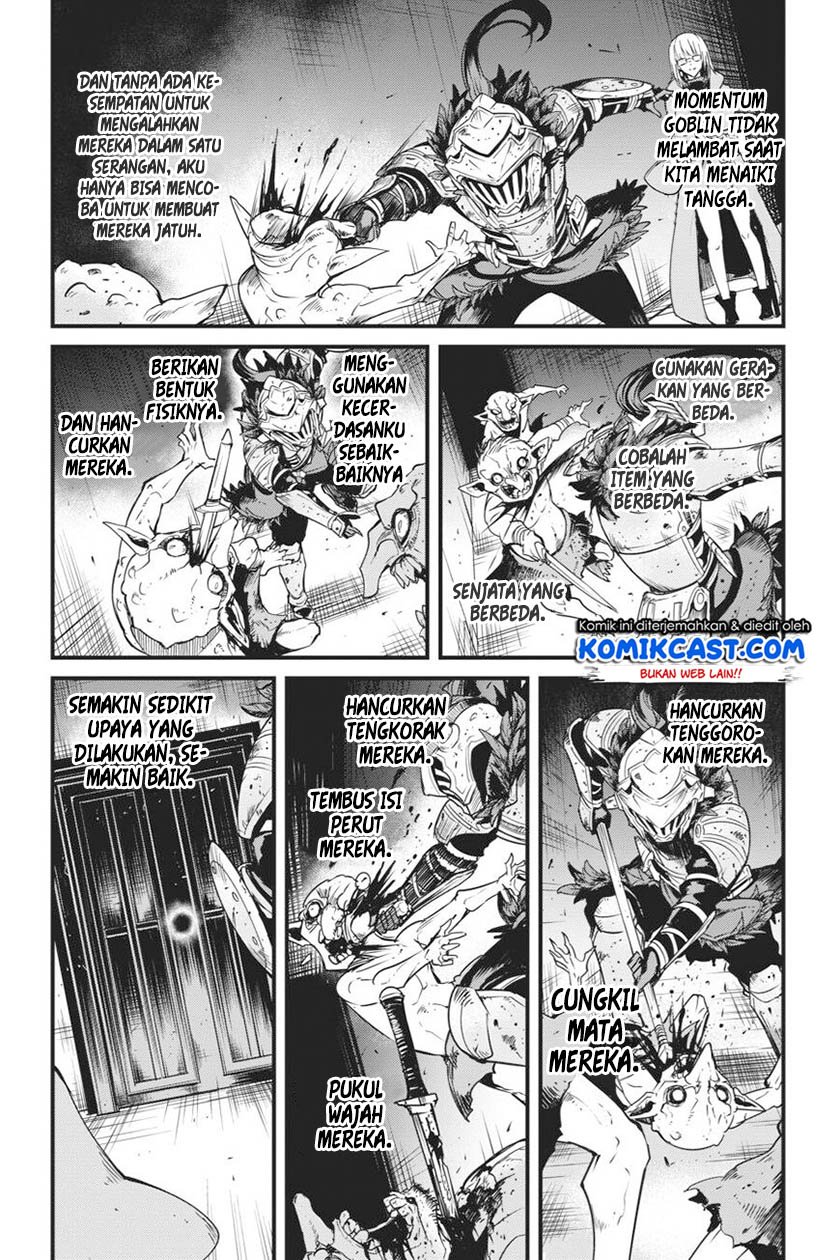 MOMENTUM
GOBLIN TIDAK
MELAMBAT SAAT
KITA MENAIKI
TANGGA.
DAN TANPA ADA KE-
SEMPATAN UNTUK
MENGALAHKAN
MEREKA DALAM SATU
SERANGAN, AKU
HANYA BISA MENCO-
BA UNTUK MEMBUAT
MEREKA JATUH.
GUNAKAN GERA-
KAN YANG BER-
BEDA.
COBALAH
ITEM YANG
BERBEDA.
SENJATA YANG
BERBEDA.
Komik ini diterjemahkan & diedit oleh
KOMIKCAST.COM
BUKAN WEB LAIN!!
MENG-
GUNAKAN
KECER-
DASANKU
SEBAIK-
BAIKNYA
BERIKAN
BENTUK
FISIKNYA.
DAN HAN-
CURKAN
MEREKA.
HANCURKAN
TENGGORO-
KAN MEREKA.
CUNGKIL
MATA
MEREKA.
HANCURKAN
TENGKORAK
MEREKA.
TEMBUS ISI
PERUT
MEREKA.
PUKUL
WAJAH
MEREKA.
SEMAKIN SEDIKIT
UPAYA YANG
DILAKUKAN, SE-
MAKIN BAIK.